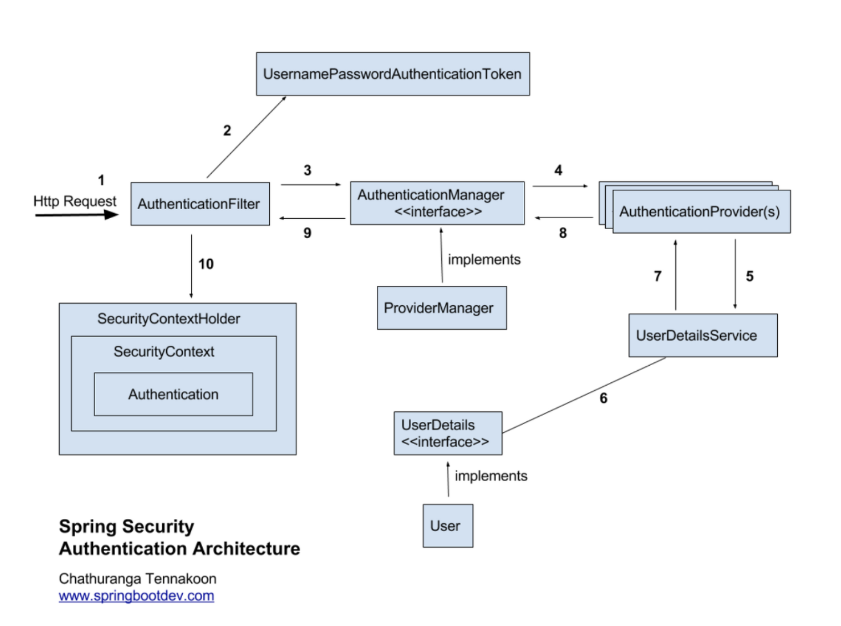 UsernamePasswordAuthenticationToken
2
1
Http Request
AuthenticationFilter
3
9
AuthenticationManager
<<interface>>
4
8
AuthenticationProvider(s)
10
implements
ProviderManager
7
5
UserDetailsService
SecurityContextHolder
SecurityContext
Authentication
6
UserDetails
<<interface>>
implements
User
Spring Security
Authentication Architecture
Chathuranga Tennakoon
www.springbootdev.com